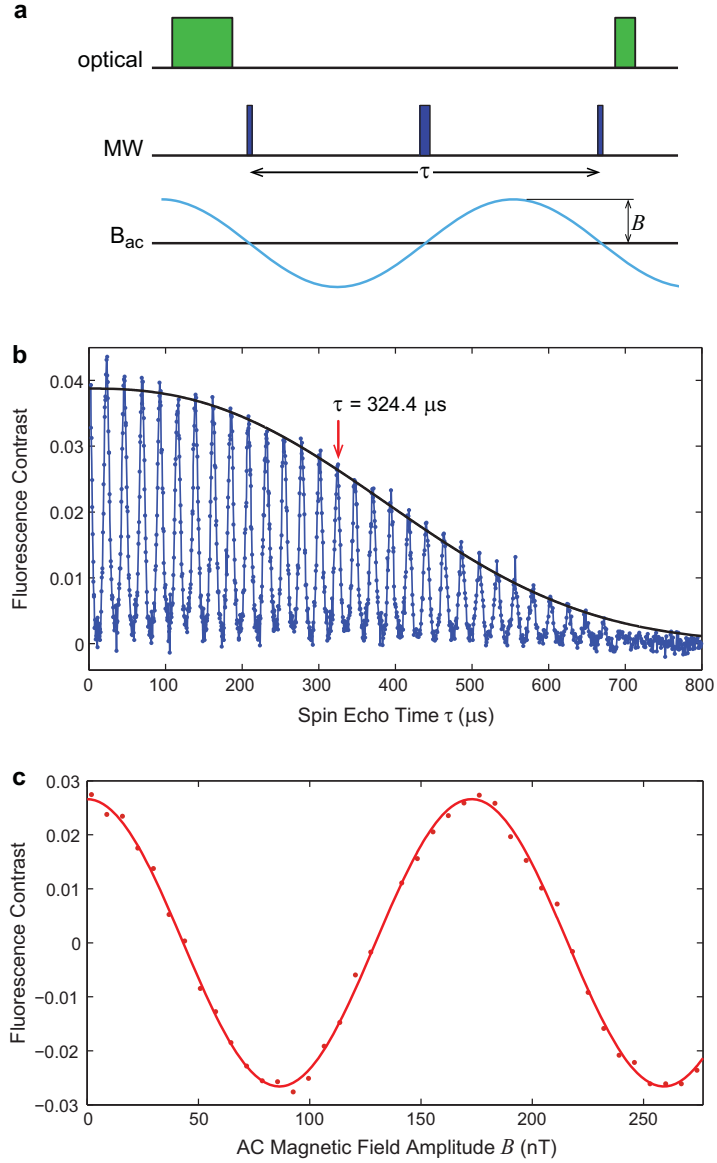 a
optical
MW
τ
B
Bac
b
0.04
0.03
0.02
0.01
0
Fluorescence Contrast
τ = 324.4 μs
0 100 200 300 400 500 600 700 800
Spin Echo Time τ (μs)
c
0.03
0.02
0.01
0
−0.01
−0.02
−0.03
Fluorescence Contrast
0 50 100 150 200 250
AC Magnetic Field Amplitude B (nT)